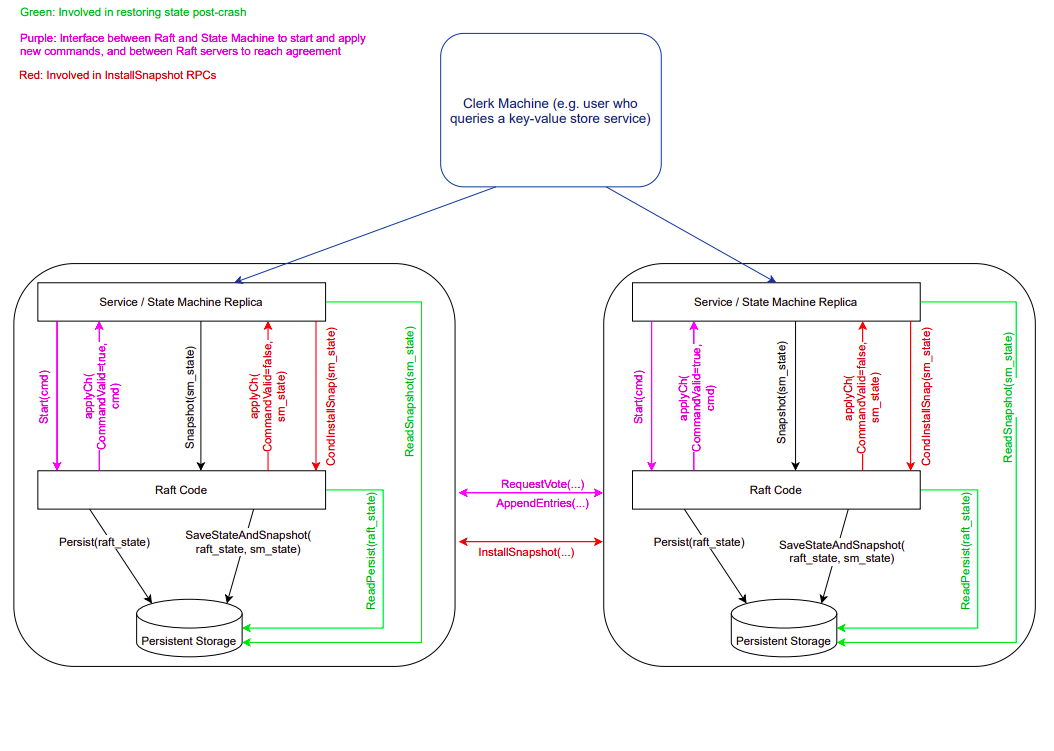 Green: Involved in restoring state post-crash
Purple: Interface between Raft and State Machine to start and apply
new commands, and between Raft servers to reach agreement
Red: Involved in InstallSnapshot RPCs
Clerk Machine (e.g. user who
queries a key-value store service)
Service / State Machine Replica
Start(cmd)
applyCh(
CommandValid=true,
cmd)
Snapshot(sm_state)
applyCh(
CommandValid=false,
sm_state)
CondInstallSnap(sm_state)
ReadSnapshot(sm_state)
Raft Code
Persist(raft_state)
SaveStateAndSnapshot(
raft_state, sm_state)
ReadPersist(raft_state)
Persistent Storage
RequestVote(...)
AppendEntries(...)
InstallSnapshot(...)
Service / State Machine Replica
Start(cmd)
applyCh(
CommandValid=true,
cmd)
Snapshot(sm_state)
applyCh(
CommandValid=false,
sm_state)
CondInstallSnap(sm_state)
ReadSnapshot(sm_state)
Raft Code
Persist(raft_state)
SaveStateAndSnapshot(
raft_state, sm_state)
ReadPersist(raft_state)
Persistent Storage